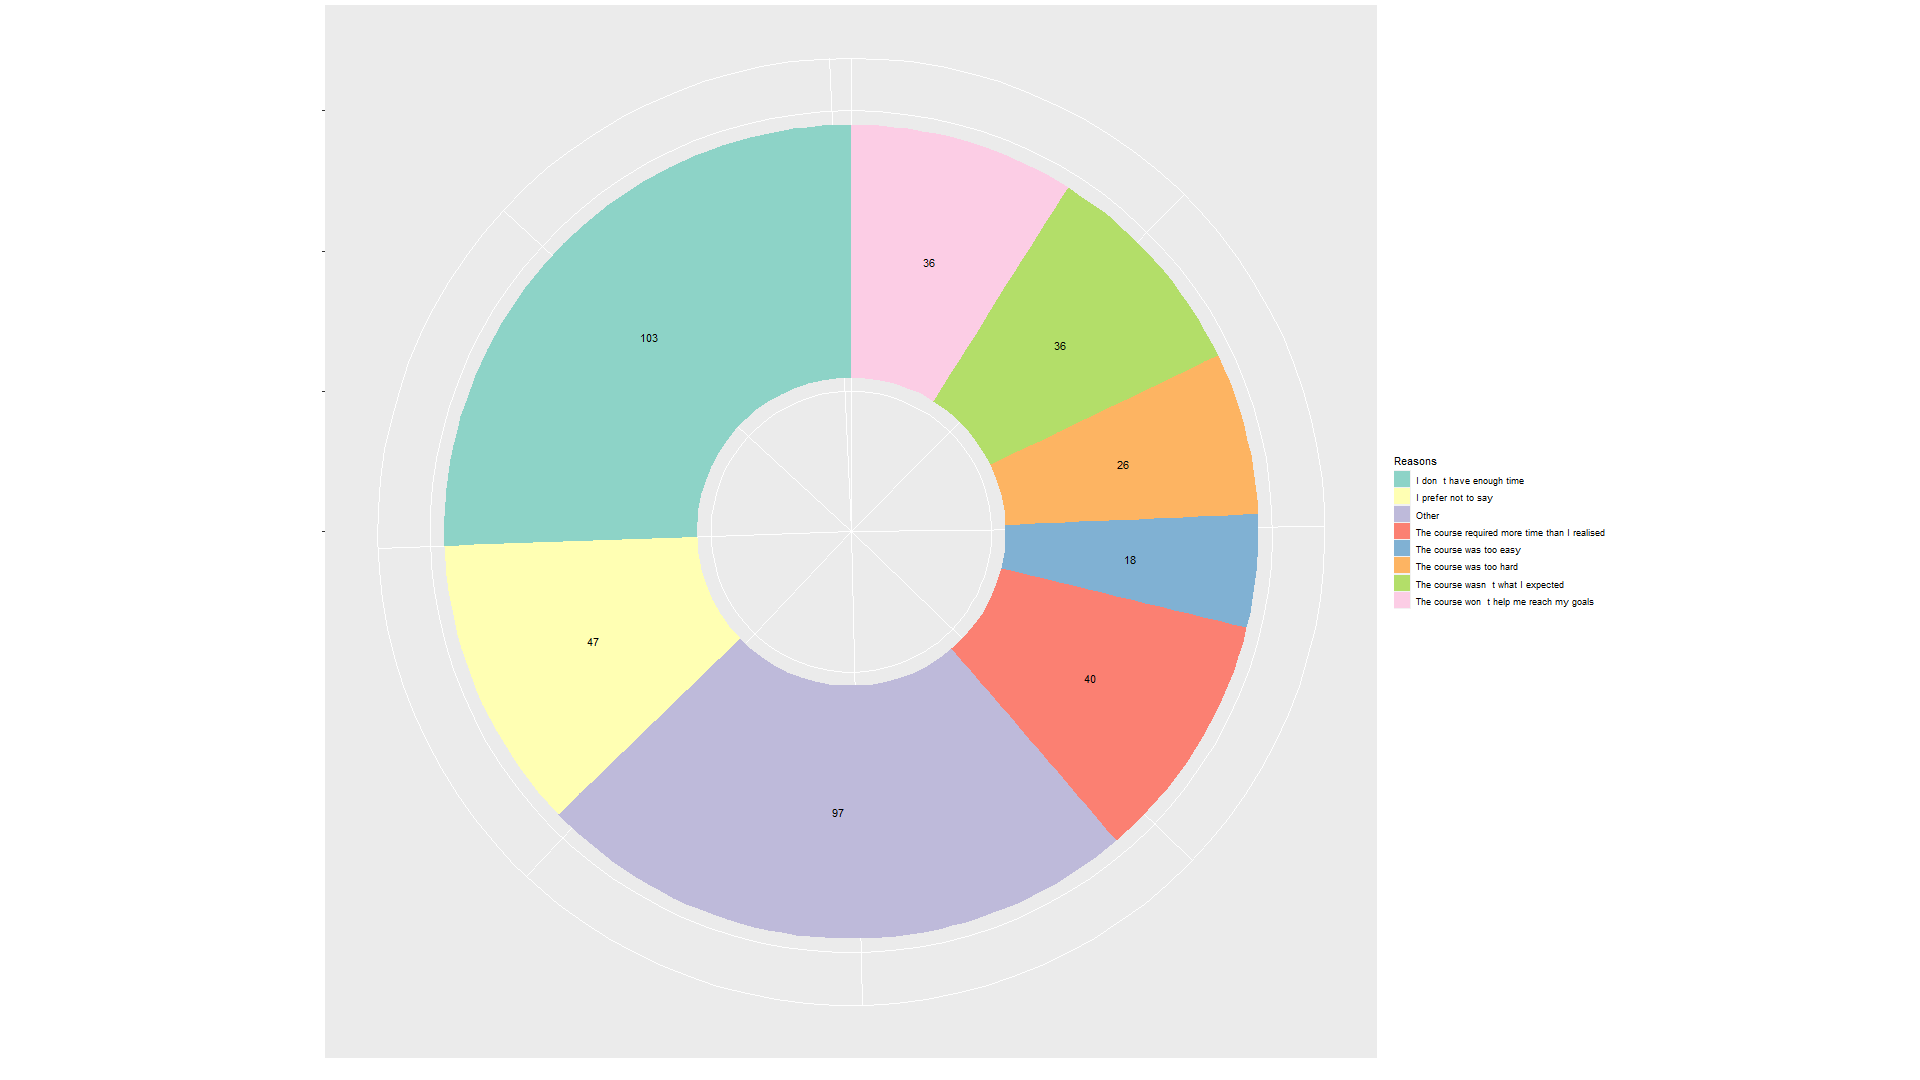 36
36
103
26
18
47
40
97
Reasons
I don  t have enough time
I prefer not to say
Other
The course required more time than I realised
The course was too easy
The course was too hard
The course wasn  t what I expected
The course won  t help me reach my goals